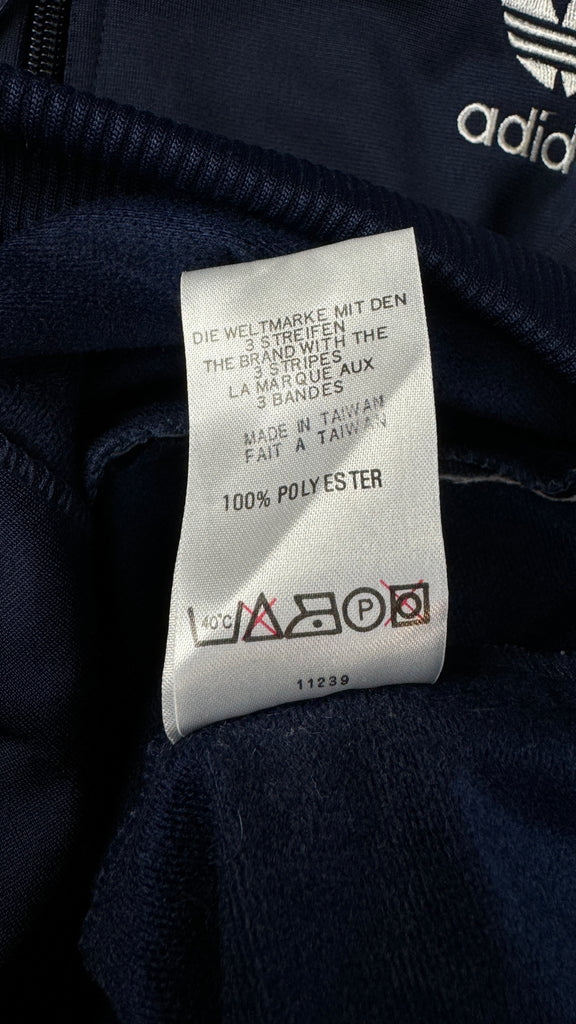 adid
DIE WELTMARKE MIT DEN
3 STREIFEN
THE BRAND WITH THE
3 STRIPES
LA MARQUE AUX
3 BANDES
MADE IN TAIWAN
FAIT A TAIWAN
100% POLYESTER
40°C P
11239